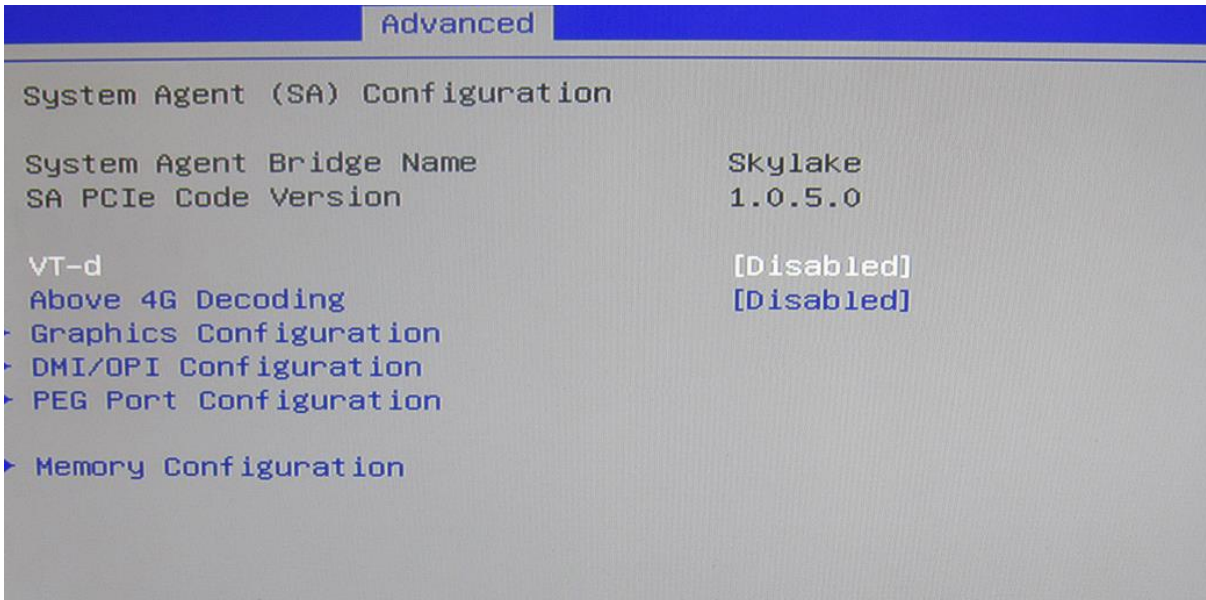 Advanced
System Agent (SA) Configuration
System Agent Bridge Name Skylake
SA PCIe Code Version 1.0.5.0
VT-d [Disabled]
Above 4G Decoding [Disabled]
Graphics Configuration
DMI/OPI Configuration
PEG Port Configuration
Memory Configuration